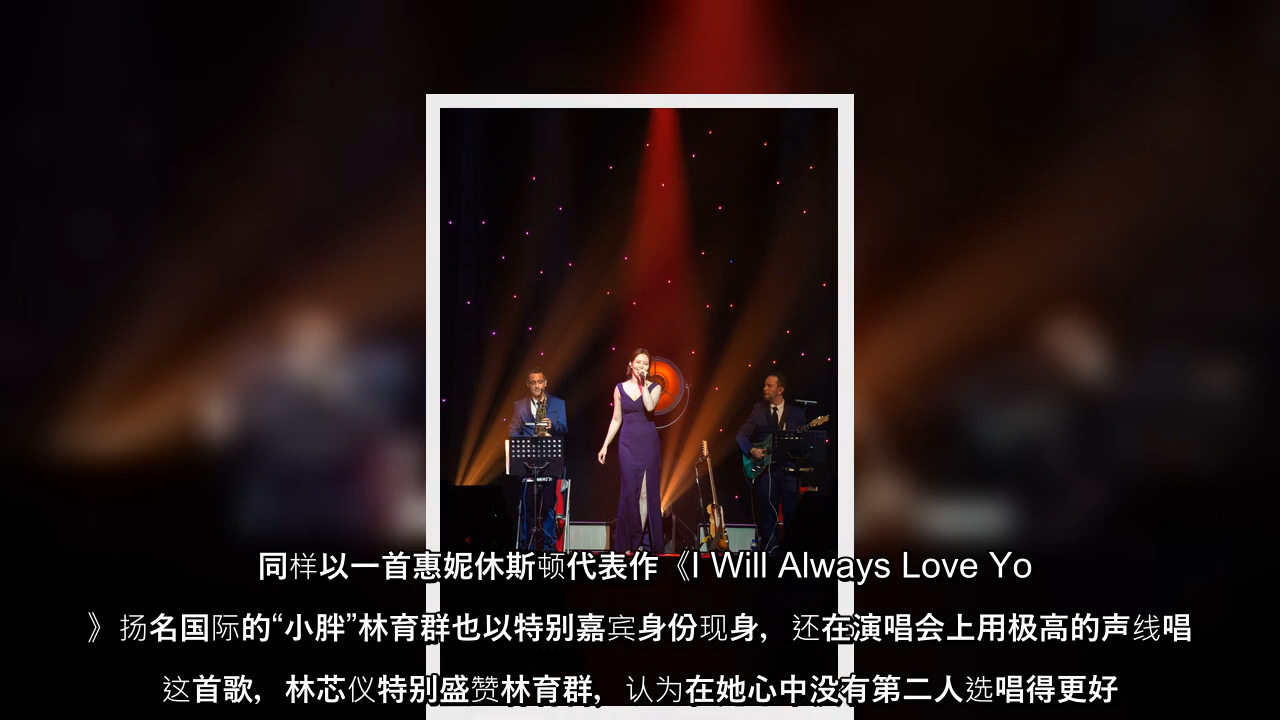 同样以一首惠妮休斯顿代表作《I Will Always Love Yo
》扬名国际的“小胖”林育群也以特别嘉宾身份现身，还在演唱会上用极高的声线唱
这首歌，林芯仪特别盛赞林育群，认为在她心中没有第二人选唱得更好